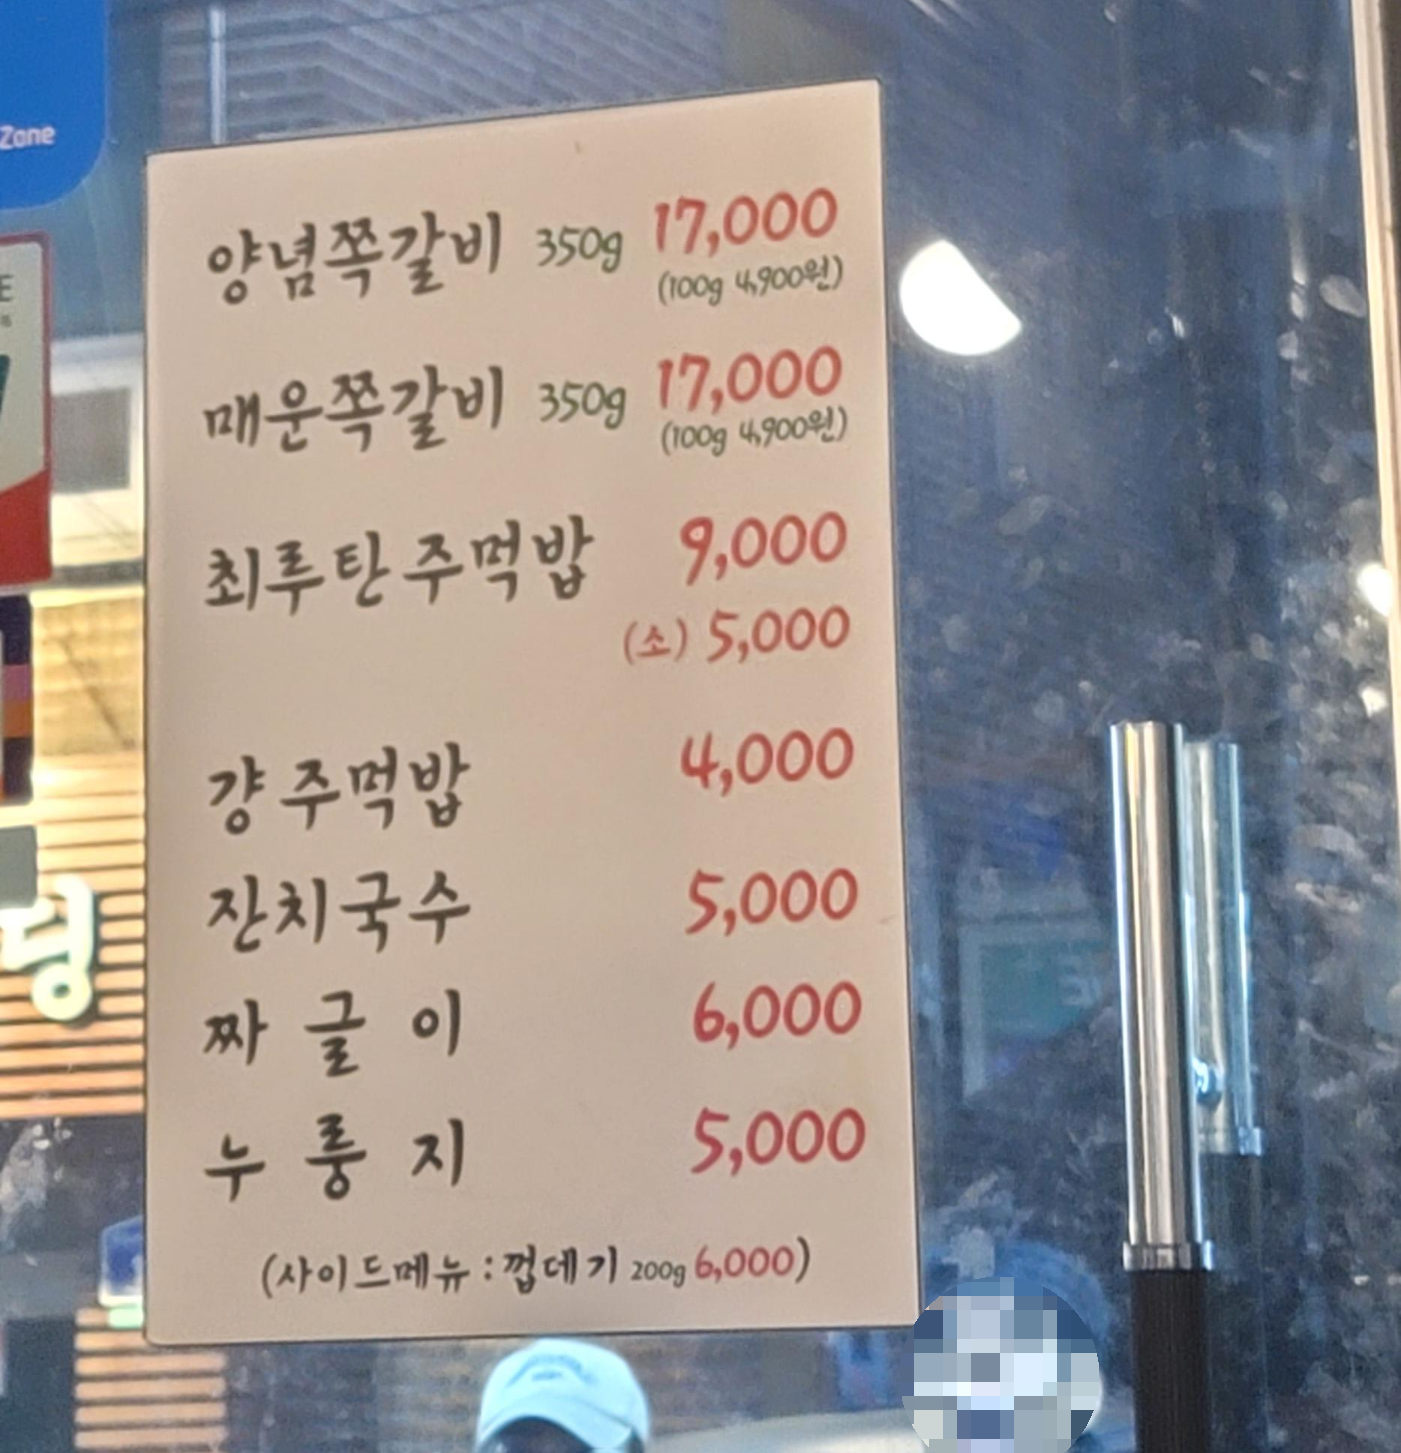 Zone
양념쪽갈비 350g 17,000
(100g 4,900원)
매운쪽갈비 350g 17,000
(100g 4,900원)
최루탄 주먹밥 9,000
(소) 5,000
걍 주먹밥 4,000
잔치국수 5,000
짜글이 6,000
누룽지 5,000
(사이드메뉴 : 껍데기 200g 6,000)